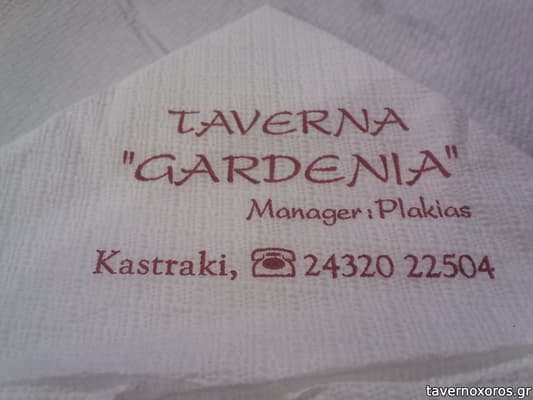 TAVERNA
"GARDENIA"
Manager: Plakias
Kastraki, ☎ 24320 22504
tavernoxoros.gr